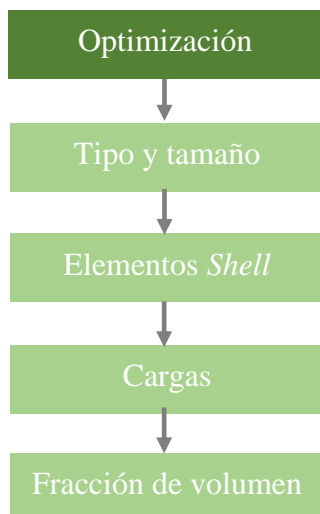 Optimización
Tipo y tamaño
Elementos Shell
Cargas
Fracción de volumen